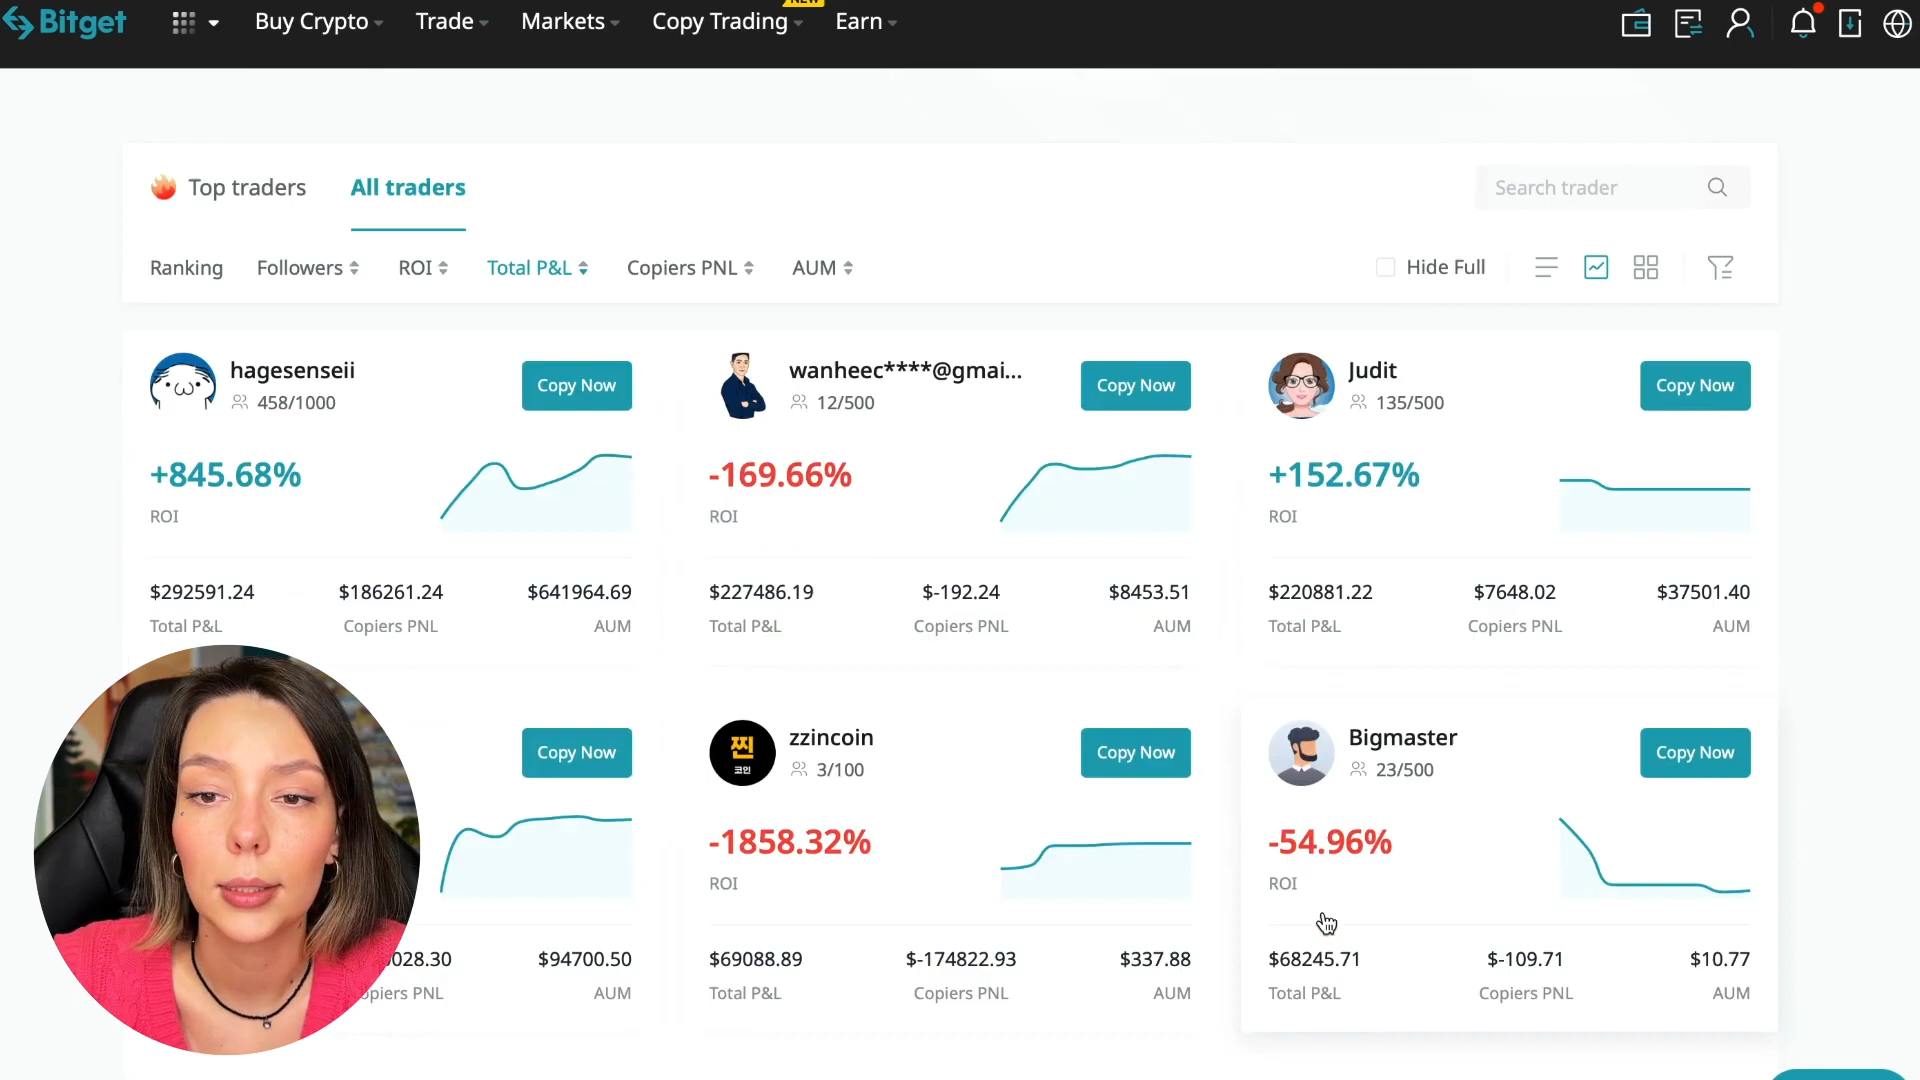 Bitget
Buy Crypto
Trade
Markets
Copy Trading
NEW
Earn
Top traders
All traders
Search trader
Ranking
Followers
ROI
Total P&L
Copiers PNL
AUM
Hide Full
hagesenseii
458/1000
Copy Now
+845.68%
ROI
$292591.24
$186261.24
$641964.69
Total P&L
Copiers PNL
AUM
wanheec****@gmai...
12/500
Copy Now
-169.66%
ROI
$227486.19
$-192.24
$8453.51
Total P&L
Copiers PNL
AUM
Judit
135/500
Copy Now
+152.67%
ROI
$220881.22
$7648.02
$37501.40
Total P&L
Copiers PNL
AUM
Copy Now
028.30
$94700.50
opiers PNL
AUM
찐
코인
zzincoin
3/100
Copy Now
-1858.32%
ROI
$69088.89
$-174822.93
$337.88
Total P&L
Copiers PNL
AUM
Bigmaster
23/500
Copy Now
-54.96%
ROI
$68245.71
$-109.71
$10.77
Total P&L
Copiers PNL
AUM